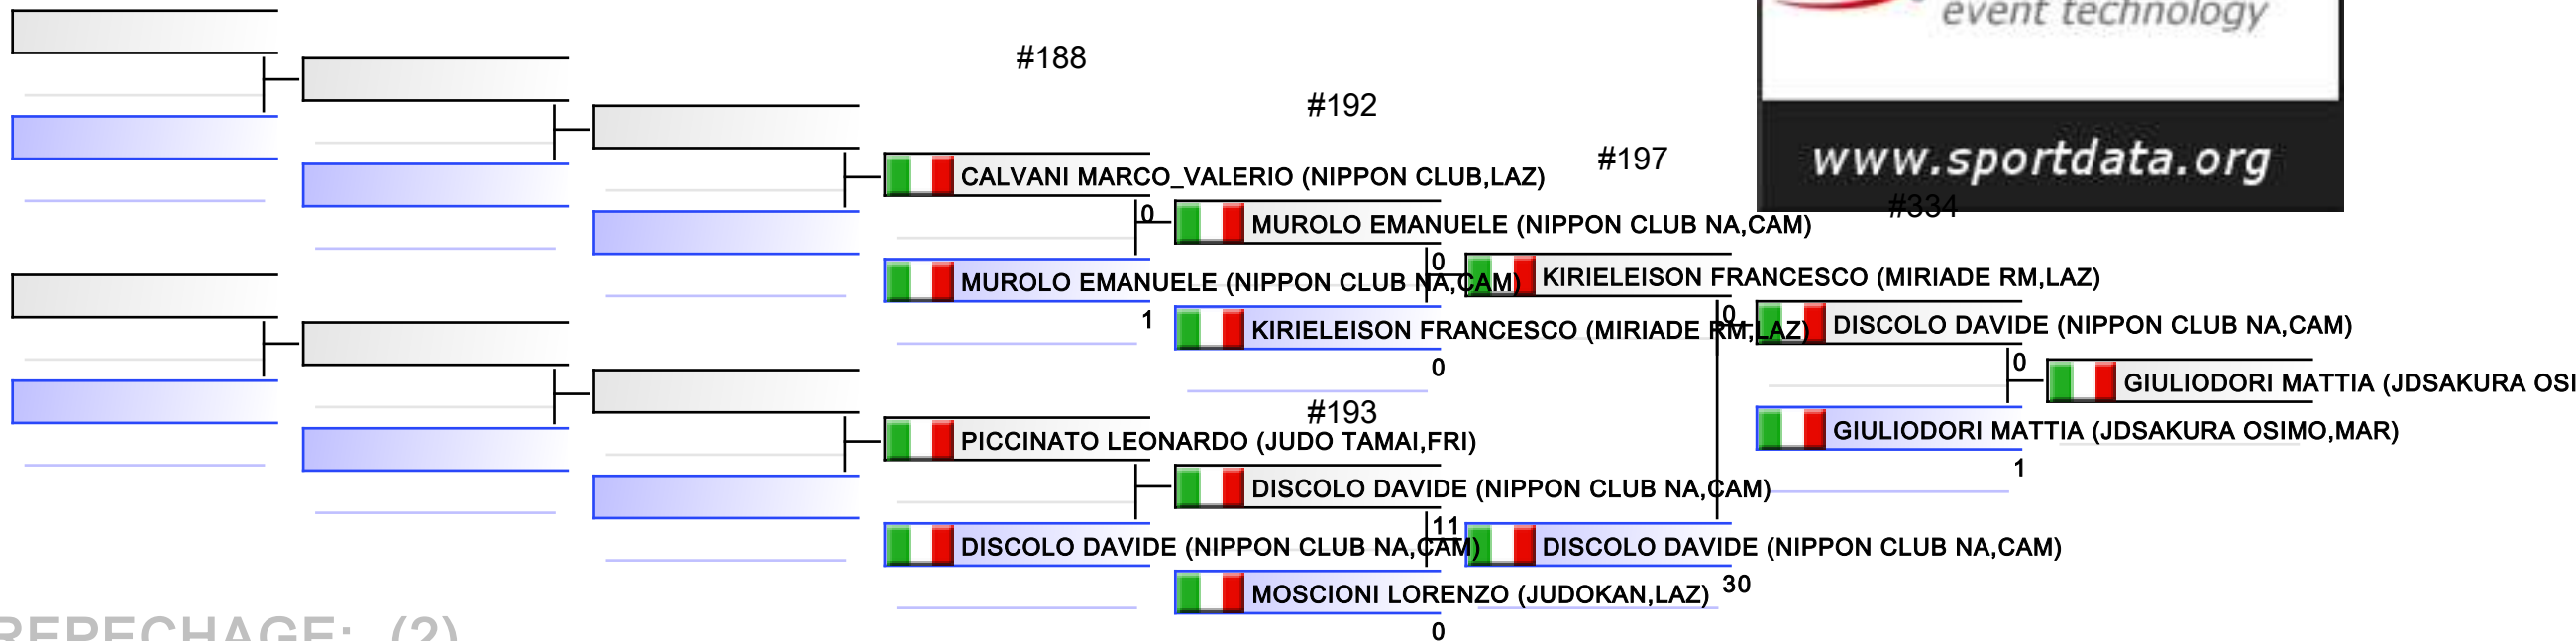 event technology
#188
#192
#197
www.sportdata.org
CALVANI MARCO_VALERIO (NIPPON CLUB,LAZ)
#334
0
MUROLO EMANUELE (NIPPON CLUB NA,CAM)
0
MUROLO EMANUELE (NIPPON CLUB NA,CAM)
KIRIELEISON FRANCESCO (MIRIADE RM,LAZ)
1
KIRIELEISON FRANCESCO (MIRIADE RM,LAZ)
0
DISCOLO DAVIDE (NIPPON CLUB NA,CAM)
0
0
GIULIODORI MATTIA (JDSAKURA OSI
#193
PICCINATO LEONARDO (JUDO TAMAI,FRI)
GIULIODORI MATTIA (JDSAKURA OSIMO,MAR)
1
DISCOLO DAVIDE (NIPPON CLUB NA,CAM)
11
DISCOLO DAVIDE (NIPPON CLUB NA,CAM)
DISCOLO DAVIDE (NIPPON CLUB NA,CAM)
30
MOSCIONI LORENZO (JUDOKAN,LAZ)
0
REPECHAGE: (2)